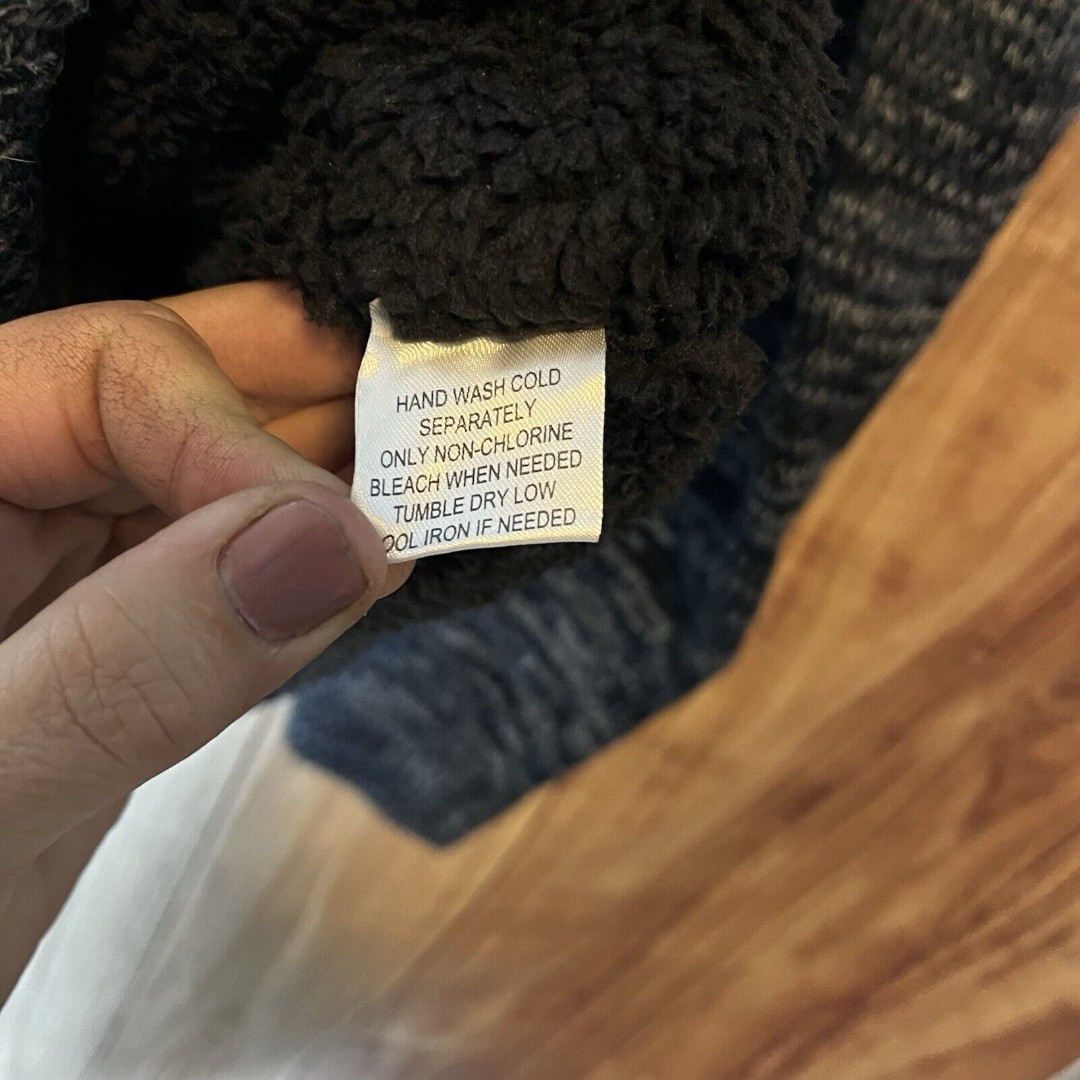 HAND WASH COLD
SEPARATELY
ONLY NON-CHLORINE
BLEACH WHEN NEEDED
TUMBLE DRY LOW
OOL IRON IF NEEDED